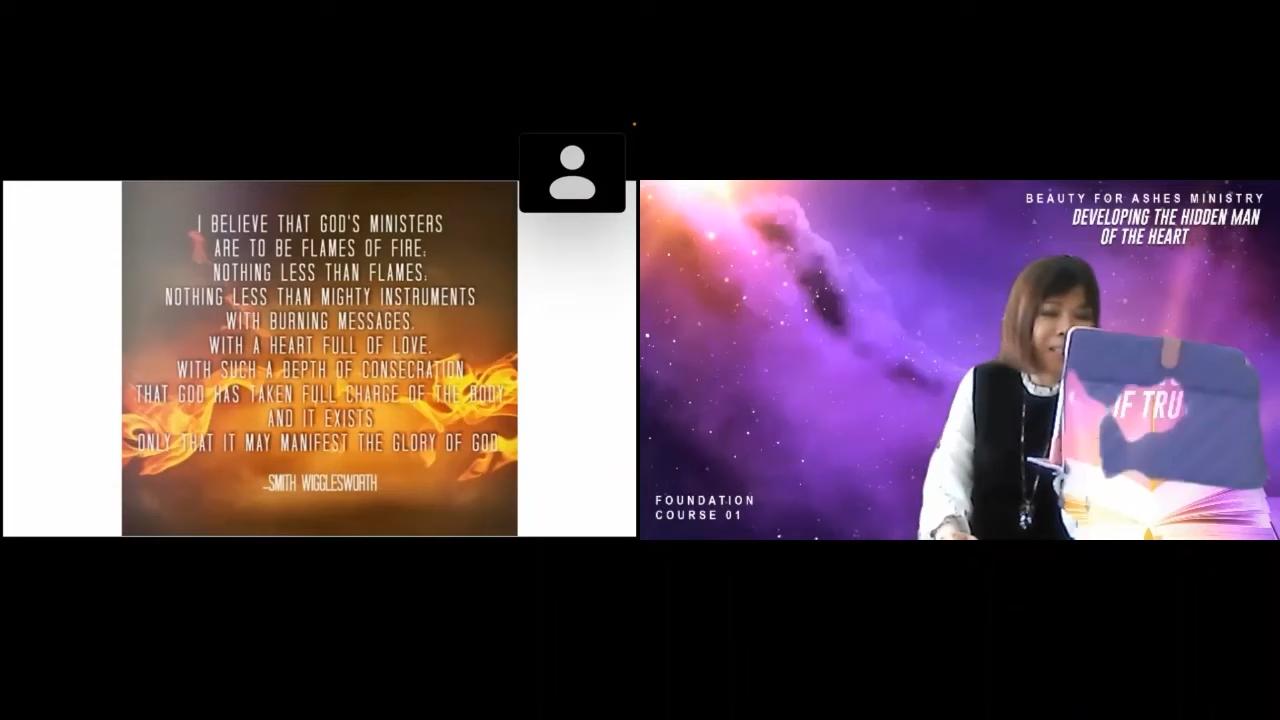 I BELIEVE THAT GOD'S MINISTERS
ARE TO BE FLAMES OF FIRE;
NOTHING LESS THAN FLAMES;
NOTHING LESS THAN MIGHTY INSTRUMENTS
WITH BURNING MESSAGES,
WITH A HEART FULL OF LOVE,
WITH SUCH A DEPTH OF CONSECRATION
THAT GOD HAS TAKEN FULL CHARGE OF THE BODY
AND IT EXISTS
ONLY THAT IT MAY MANIFEST THE GLORY OF GOD
-SMITH WIGGLESWORTH
BEAUTY FOR ASHES MINISTRY
DEVELOPING THE HIDDEN MAN
OF THE HEART
IF TRU
FOUNDATION
COURSE 01